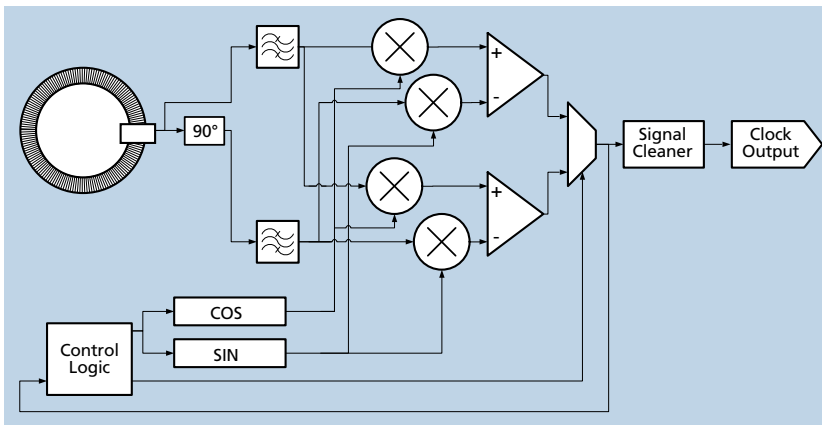 90°
+
-
+
-
Signal
Cleaner
Clock
Output
COS
SIN
Control
Logic